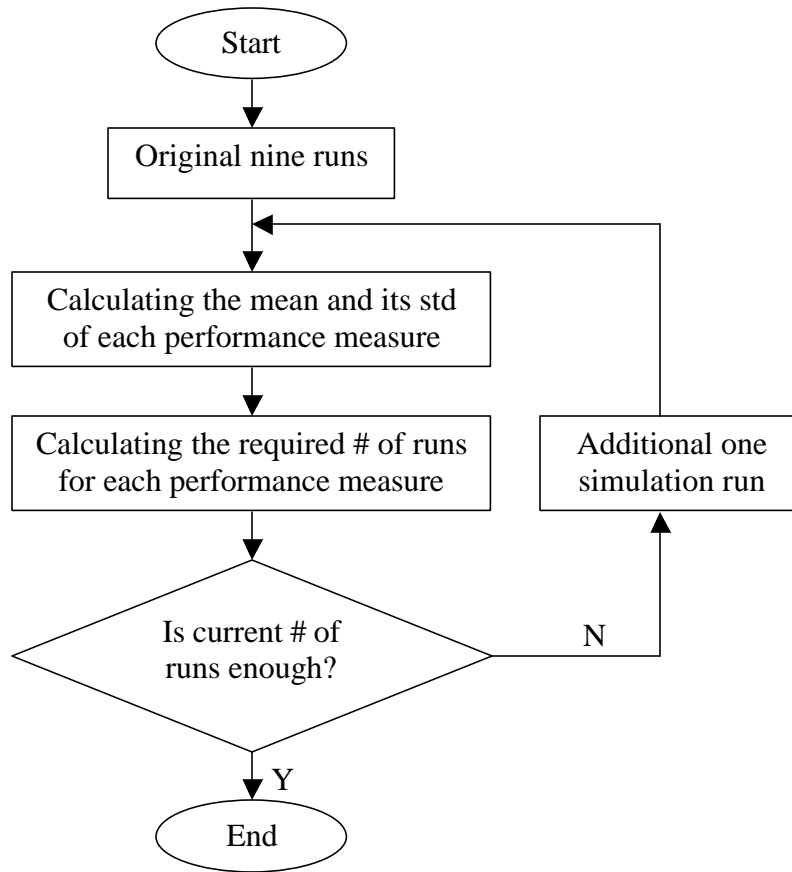 Start
Original nine runs
Calculating the mean and its std
of each performance measure
Calculating the required # of runs
for each performance measure
Additional one
simulation run
Is current # of
runs enough?
N
Y
End